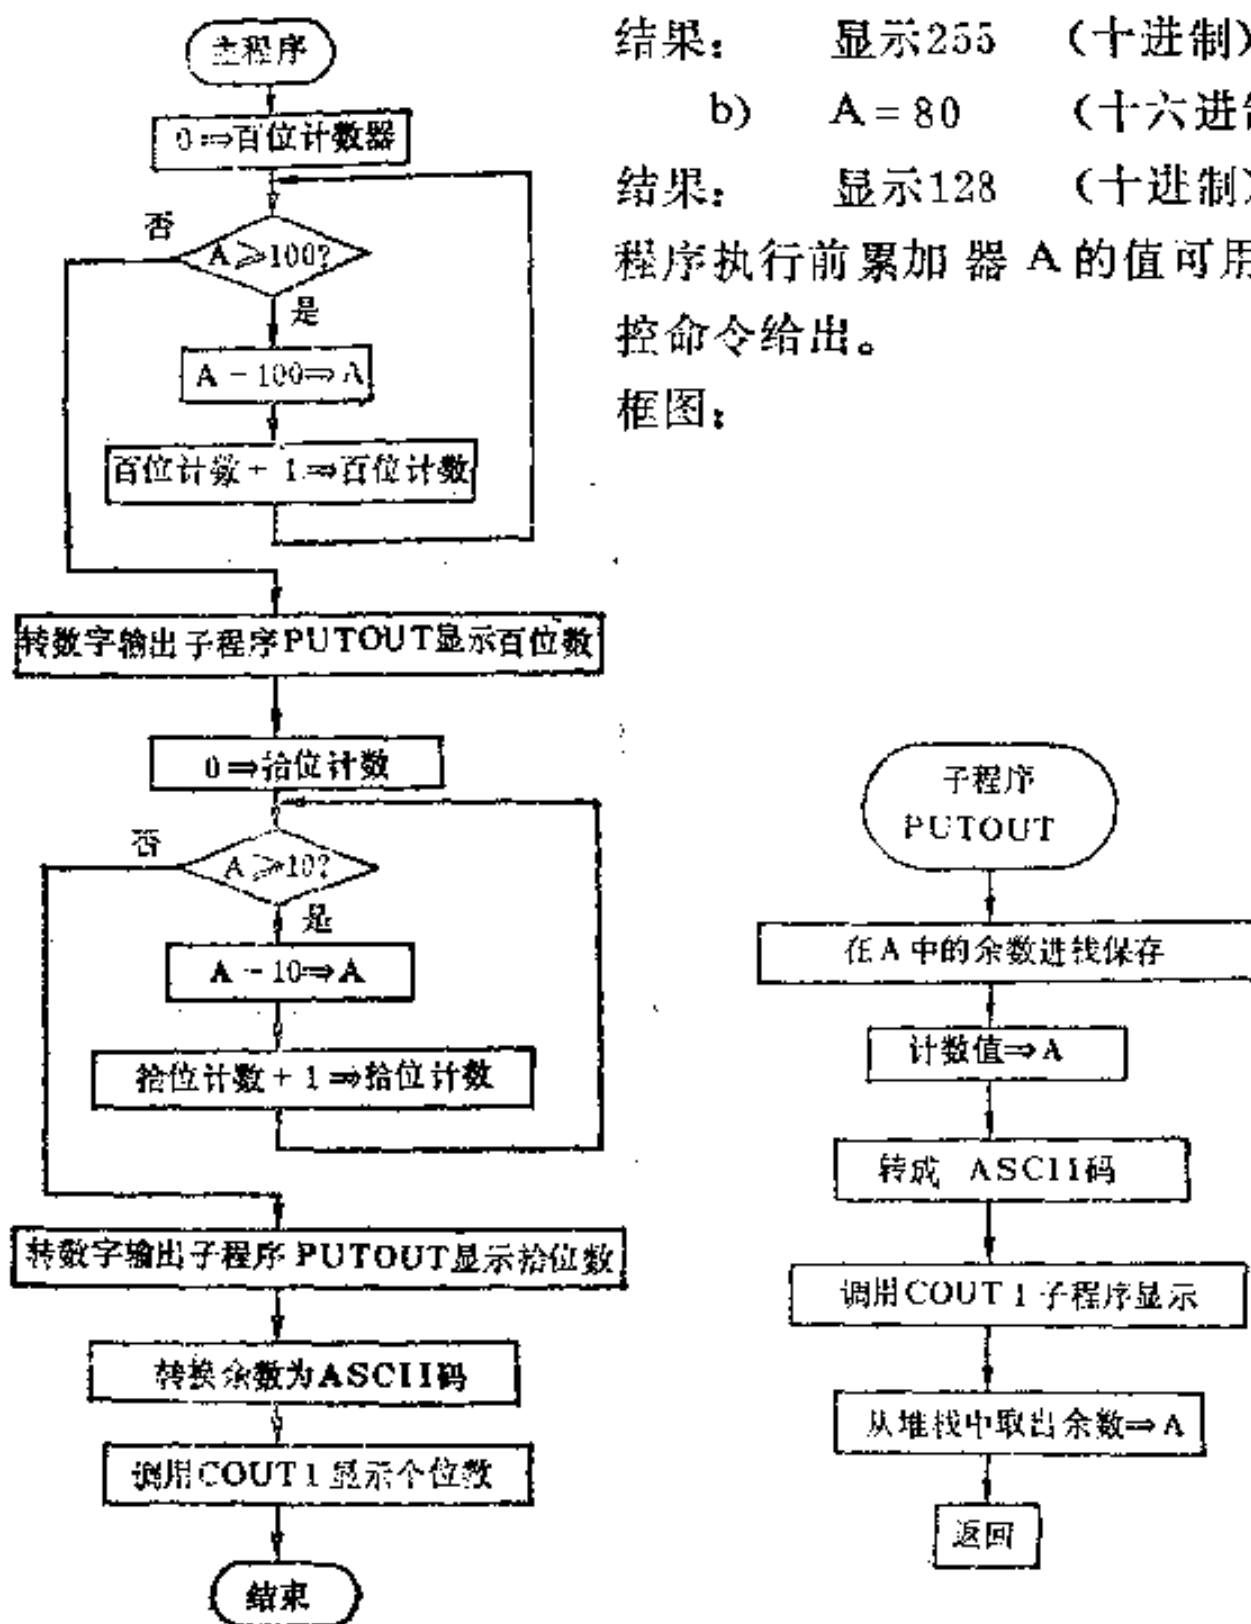 结果： 显示255 （十进制）
b) A = 80 （十六进制
结果： 显示128 （十进制）
程序执行前累加器 A 的值可用
控命令给出。
框图：
主程序
0⇒百位计数器
否
A≥100?
是
A - 100⇒A
百位计数 + 1⇒百位计数
转数字输出子程序PUTOUT显示百位数
0⇒拾位计数
否
A≥10?
是
A - 10⇒A
拾位计数 + 1⇒拾位计数
转数字输出子程序 PUTOUT显示拾位数
转换余数为ASCII码
调用COUT 1 显示个位数
结束
子程序
PUTOUT
在A中的余数进栈保存
计数值⇒A
转成 ASCII码
调用COUT 1 子程序显示
从堆栈中取出余数⇒A
返回